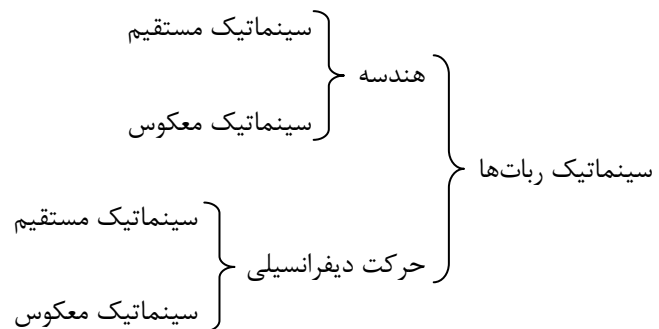 سینماتیک ربات‌ها
هندسه
سینماتیک مستقیم
سینماتیک معکوس
حرکت دیفرانسیلی
سینماتیک مستقیم
سینماتیک معکوس